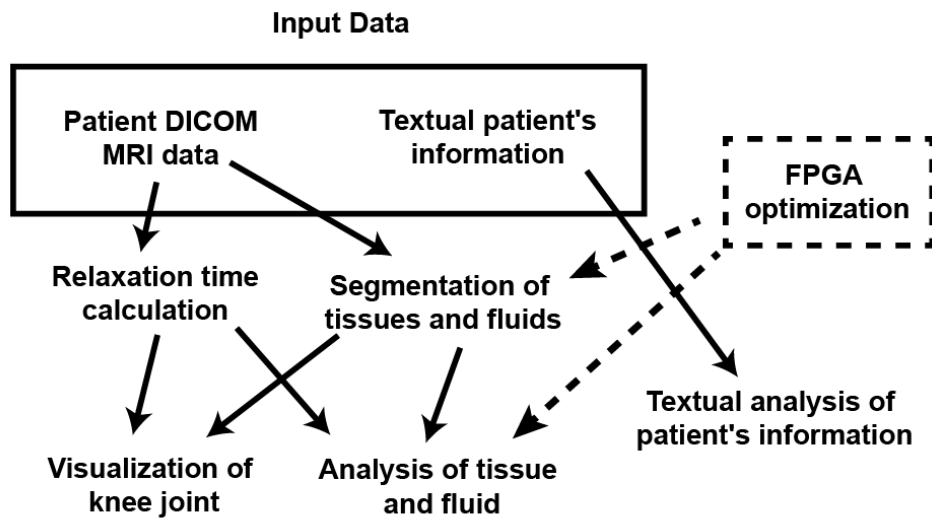 Input Data
Patient DICOM
MRI data
Textual patient's
information
FPGA
optimization
Relaxation time
calculation
Segmentation of
tissues and fluids
Textual analysis of
patient's information
Visualization of
knee joint
Analysis of tissue
and fluid